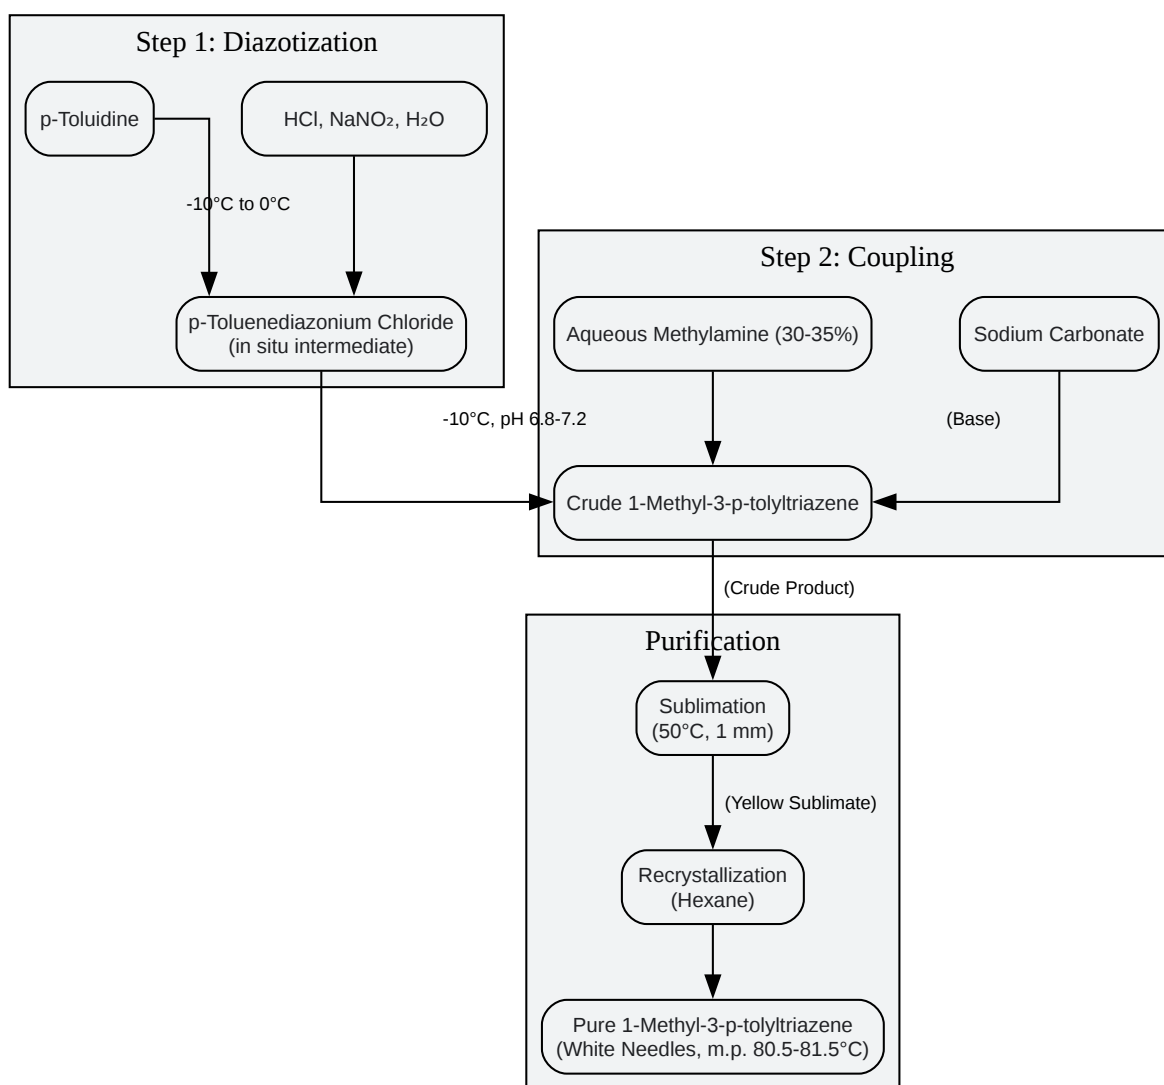 Step 1: Diazotization
p-Toluidine
HCl, NaNO₂, H₂O
-10°C to 0°C
p-Toluenediazonium Chloride
(in situ intermediate)
Step 2: Coupling
Aqueous Methylamine (30-35%)
Sodium Carbonate
-10°C, pH 6.8-7.2
(Base)
Crude 1-Methyl-3-p-tolyltriazene
(Crude Product)
Purification
Sublimation
(50°C, 1 mm)
(Yellow Sublimate)
Recrystallization
(Hexane)
Pure 1-Methyl-3-p-tolyltriazene
(White Needles, m.p. 80.5-81.5°C)